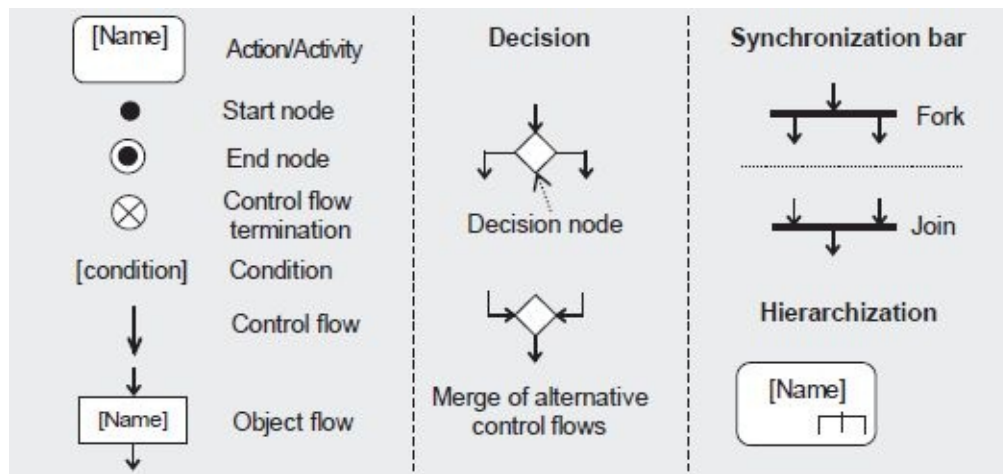 [Name]
Action/Activity
Start node
End node
Control flow
termination
[condition] Condition
Control flow
[Name] Object flow
Decision
Decision node
Merge of alternative
control flows
Synchronization bar
Fork
Join
Hierarchization
[Name]